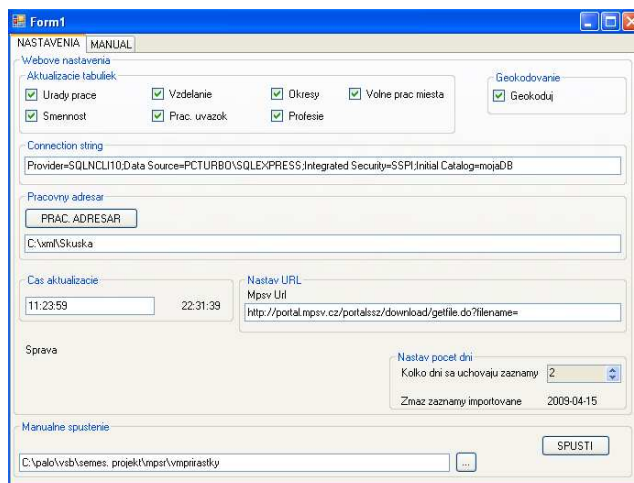 Form1
NASTAVENIA MANUAL
Webove nastavenia
Aktualizacie tabuliek
Geokodovanie
Urady prace Vzdelanie Okresy Volne prac miesta Geokoduj
Smennost Prac. uvazok Profesie
Connection string
Provider=SQLNCLI10;Data Source=PCTURBO\SQLEXPRESS;Integrated Security=SSPI;Initial Catalog=mojaDB
Pracovny adresar
PRAC. ADRESAR
C:\xml\Skuska
Cas aktualizacie
Nastav URL
Mpsv Url
11:23:59 22:31:39 http://portal.mpsv.cz/portalssz/download/getfile.do?filename=
Sprava
Nastav pocet dni
Kolko dni sa uchovaju zaznamy 2
Zmaz zaznamy importovane 2009-04-15
Manualne spustenie
SPUSTI
C:\palo\vsb\semes. projekt\mpsr\vmprirastky ...